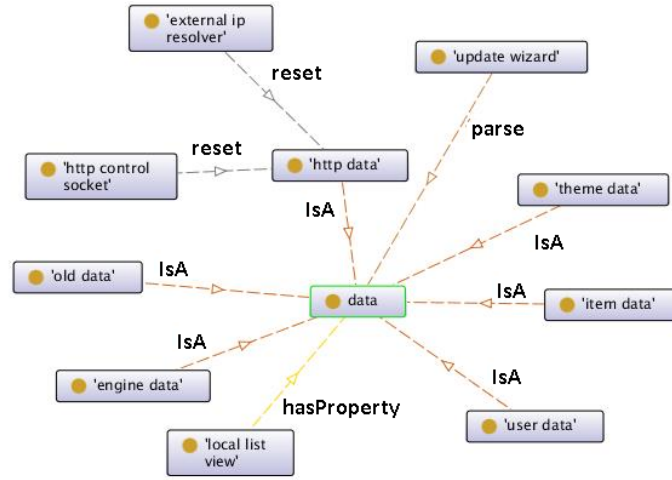 'external ip
resolver'
'update wizard'
reset
parse
reset
'http data'
'http control
socket'
'theme data'
IsA
IsA
'old data'
IsA
data
IsA
'item data'
IsA
'engine data'
IsA
hasProperty
'user data'
'local list
view'